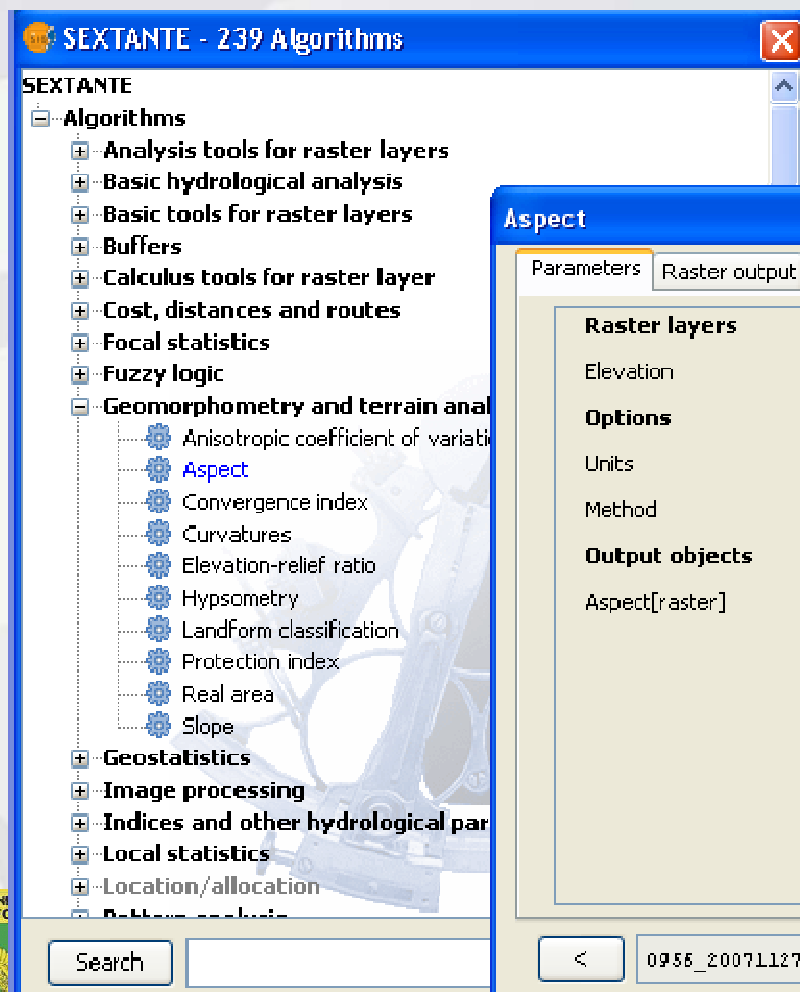 SEXTANTE - 239 Algorithms
SEXTANTE
Algorithms
Analysis tools for raster layers
Basic hydrological analysis
Basic tools for raster layers
Buffers
Calculus tools for raster layer
Cost, distances and routes
Focal statistics
Fuzzy logic
Geomorphometry and terrain anal
Anisotropic coefficient of variati
Aspect
Convergence index
Curvatures
Elevation-relief ratio
Hypsometry
Landform classification
Protection index
Real area
Slope
Geostatistics
Image processing
Indices and other hydrological par
Local statistics
Location/allocation
Pattern analysis
Search
Aspect
Parameters
Raster output
Raster layers
Elevation
Options
Units
Method
Output objects
Aspect[raster]
<